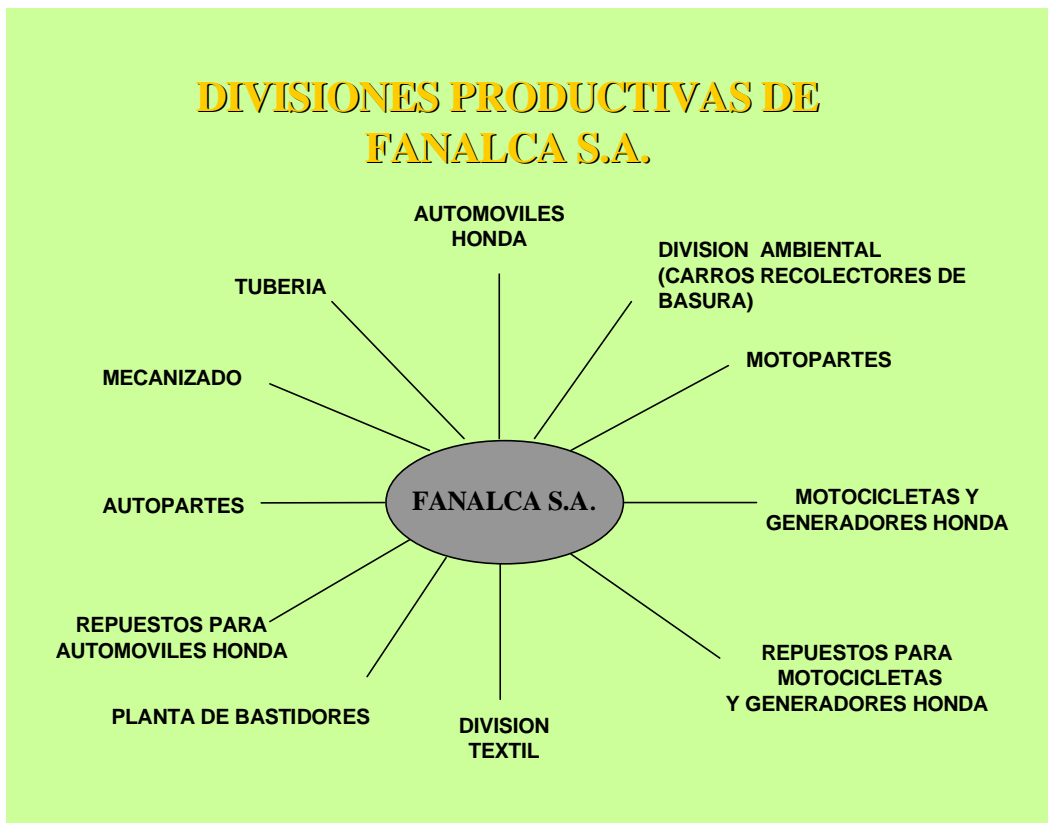 DIVISIONES PRODUCTIVAS DE
FANALCA S.A.
AUTOMOVILES
HONDA
DIVISION AMBIENTAL
(CARROS RECOLECTORES DE
BASURA)
TUBERIA
MOTOPARTES
MECANIZADO
AUTOPARTES
FANALCA S.A.
MOTOCICLETAS Y
GENERADORES HONDA
REPUESTOS PARA
AUTOMOVILES HONDA
REPUESTOS PARA
MOTOCICLETAS
Y GENERADORES HONDA
PLANTA DE BASTIDORES
DIVISION
TEXTIL